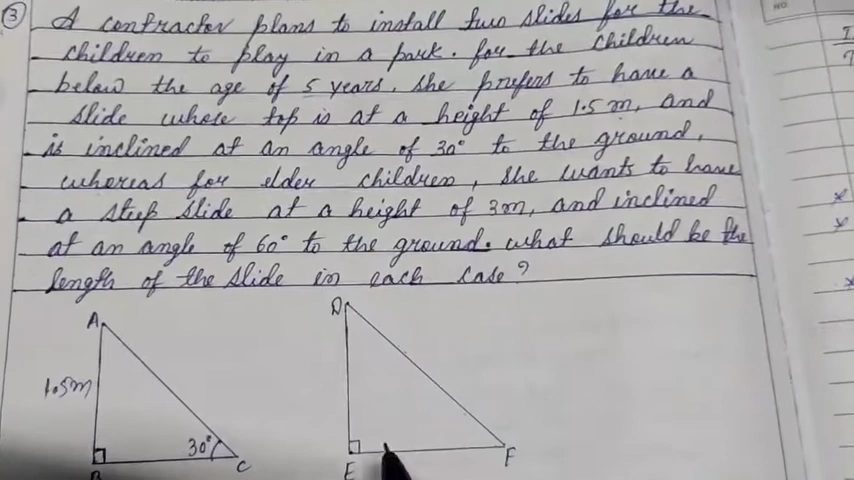 ③ A contractor plans to install two slides for the
children to play in a park. for the children
below the age of 5 years, she prefers to have a
slide whose top is at a height of 1.5 m, and
is inclined at an angle of 30° to the ground,
whereas for elder children, she wants to have
a steep slide at a height of 3m, and inclined
at an angle of 60° to the ground. what should be the
length of the slide in each case?
A
1.5m
30°
B
C
D
E
F
NO